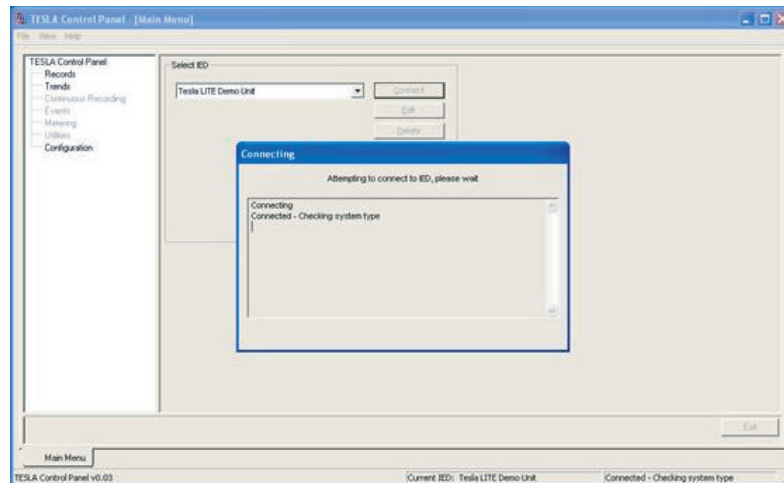 TESLA Control Panel - [Main Menu]
File View Help
TESLA Control Panel
Records
Trends
Continuous Recording
Events
Metering
Utilities
Configuration
Select IED
Tesla LITE Demo Unit
Connect
Edit
Delete
Connecting
Attempting to connect to IED, please wait
Connecting
Connected - Checking system type
Exit
Main Menu
TESLA Control Panel v0.03
Current IED: Tesla LITE Demo Unit
Connected - Checking system type